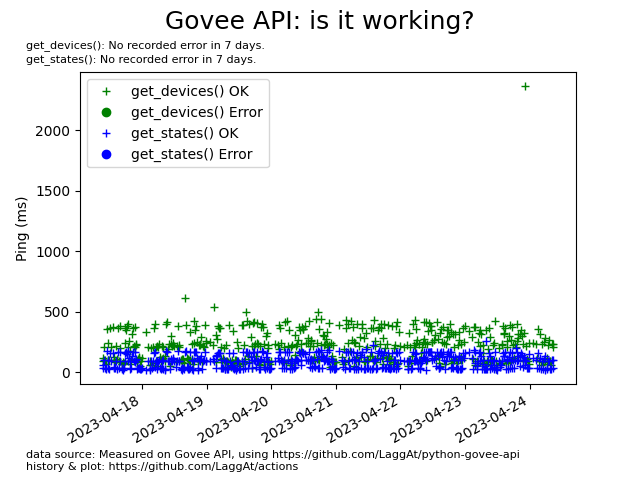 Govee API: is it working?
get_devices(): No recorded error in 7 days.
get_states(): No recorded error in 7 days.
get_devices() OK
get_devices() Error
get_states() OK
get_states() Error
Ping (ms)
2000
1500
1000
500
0
2023-04-18
2023-04-19
2023-04-20
2023-04-21
2023-04-22
2023-04-23
2023-04-24
data source: Measured on Govee API, using https://github.com/LaggAt/python-govee-api
history & plot: https://github.com/LaggAt/actions